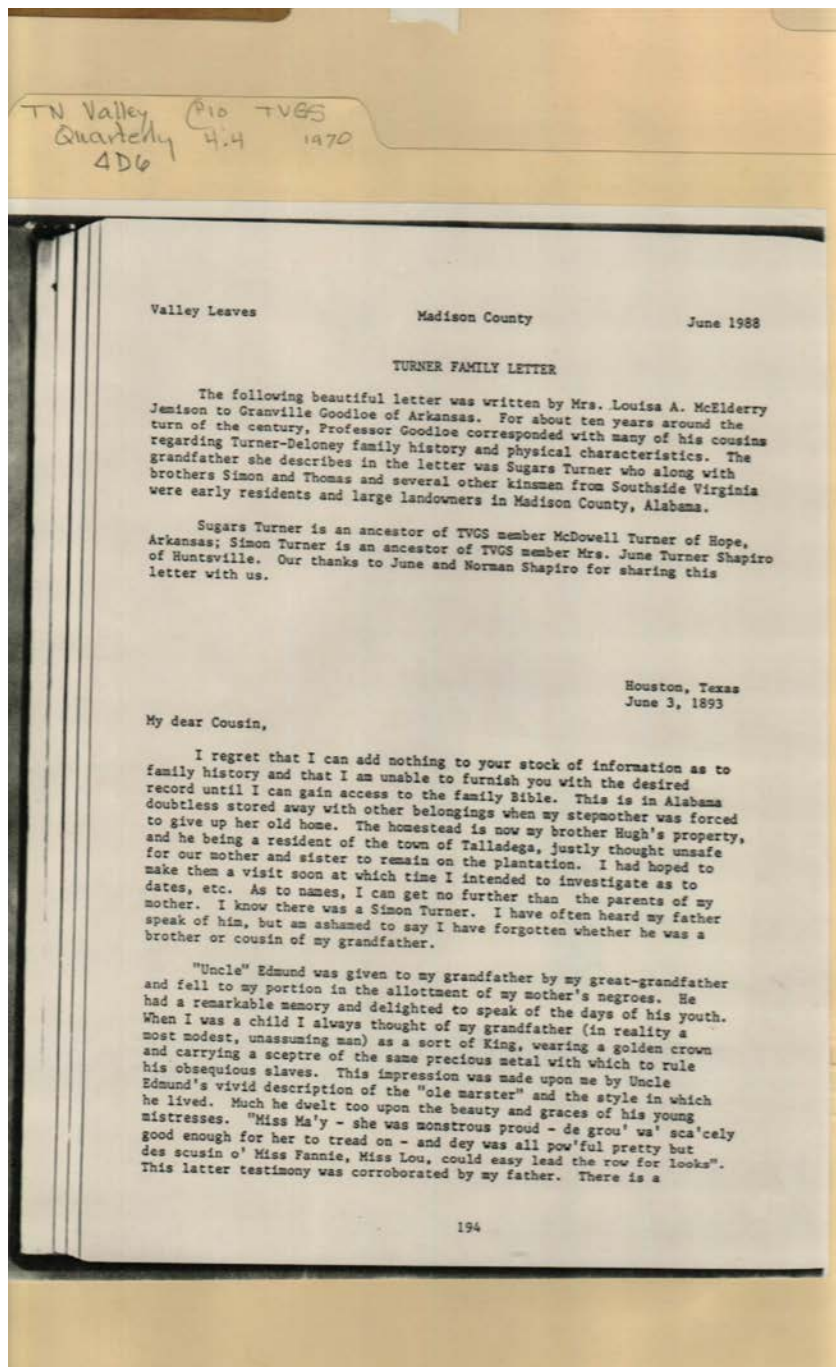 TN Valley P10 TVGS
Quarterly 4.4 1970
4D6
Valley Leaves Madison County June 1988
TURNER FAMILY LETTER
The following beautiful letter was written by Mrs. Louisa A. McElderry
Jemison to Granville Goodloe of Arkansas. For about ten years around the
turn of the century, Professor Goodloe corresponded with many of his cousins
regarding Turner-Deloney family history and physical characteristics. The
grandfather she describes in the letter was Sugars Turner who along with
brothers Simon and Thomas and several other kinsmen from Southside Virginia
were early residents and large landowners in Madison County, Alabama.
Sugars Turner is an ancestor of TVGS member McDowell Turner of Hope,
Arkansas; Simon Turner is an ancestor of TVGS member Mrs. June Turner Shapiro
of Huntsville. Our thanks to June and Norman Shapiro for sharing this
letter with us.
Houston, Texas
June 3, 1893
My dear Cousin,
I regret that I can add nothing to your stock of information as to
family history and that I am unable to furnish you with the desired
record until I can gain access to the family Bible. This is in Alabama
doubtless stored away with other belongings when my stepmother was forced
to give up her old home. The homestead is now my brother Hugh's property,
and he being a resident of the town of Talladega, justly thought unsafe
for our mother and sister to remain on the plantation. I had hoped to
make them a visit soon at which time I intended to investigate as to
dates, etc. As to names, I can get no further than the parents of my
mother. I know there was a Simon Turner. I have often heard my father
speak of him, but am ashamed to say I have forgotten whether he was a
brother or cousin of my grandfather.
"Uncle" Edmund was given to my grandfather by my great-grandfather
and fell to my portion in the allottment of my mother's negroes. He
had a remarkable memory and delighted to speak of the days of his youth.
When I was a child I always thought of my grandfather (in reality a
most modest, unassuming man) as a sort of King, wearing a golden crown
and carrying a sceptre of the same precious metal with which to rule
his obsequious slaves. This impression was made upon me by Uncle
Edmund's vivid description of the "ole marster" and the style in which
he lived. Much he dwelt too upon the beauty and graces of his young
mistresses. "Miss Ma'y - she was monstrous proud - de grou' wa' sca'cely
good enough for her to tread on - and dey was all pow'ful pretty but
des scusin o' Miss Fannie, Miss Lou, could easy lead the row for looks".
This latter testimony was corroborated by my father. There is a
194